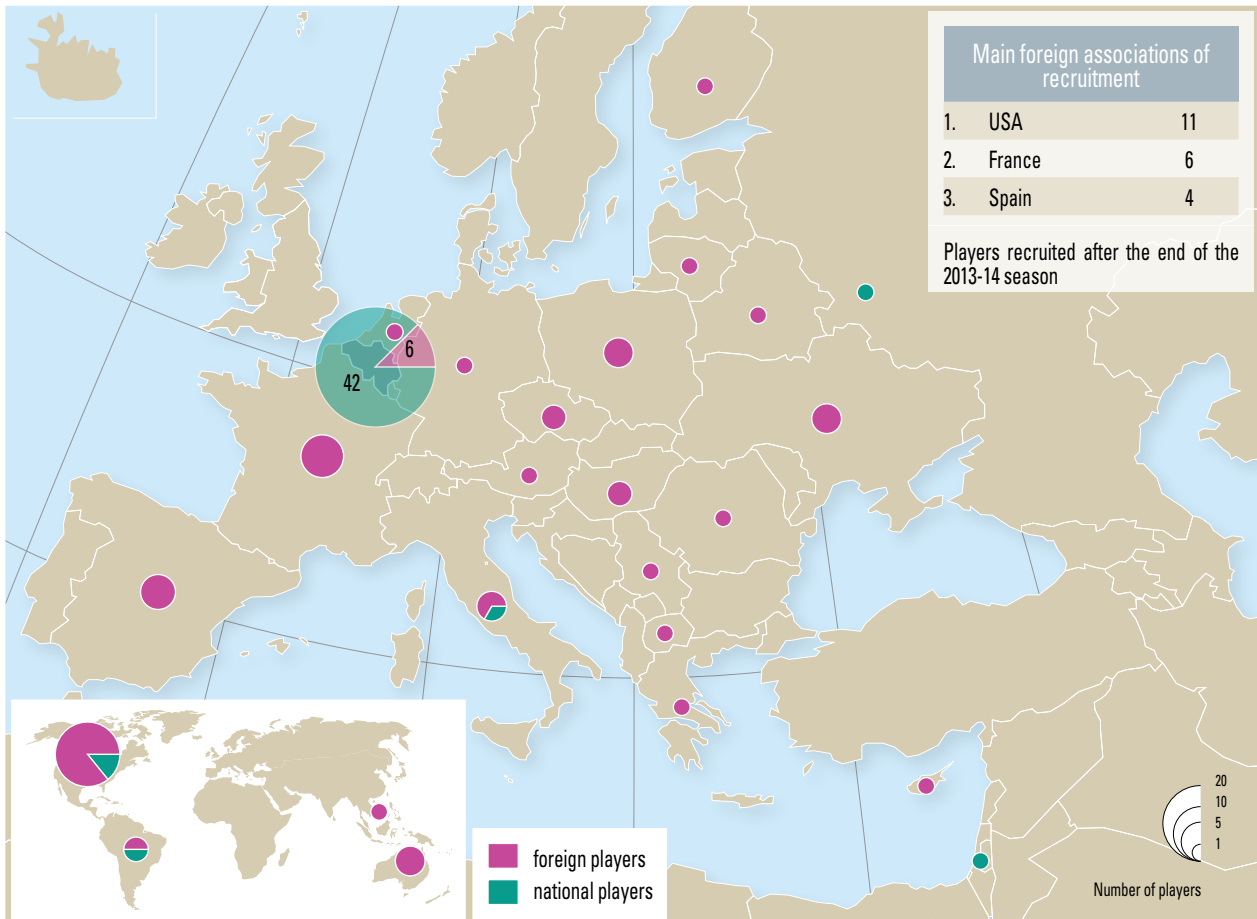 Main foreign associations of
recruitment
1. USA 11
2. France 6
3. Spain 4
Players recruited after the end of the
2013-14 season
6
42
foreign players
national players
20
10
5
1
Number of players